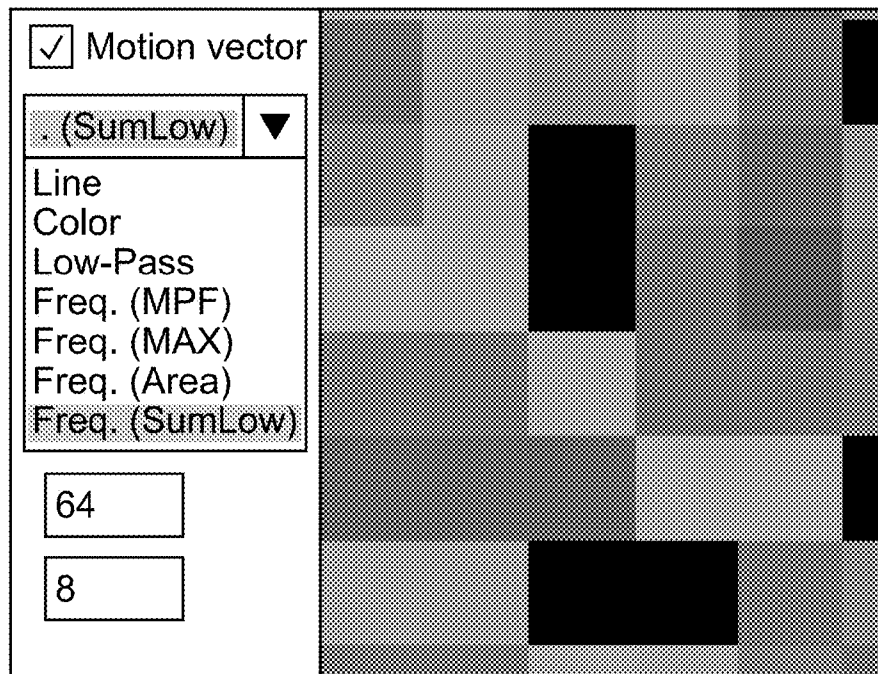 Motion vector
. (SumLow)
Line
Color
Low-Pass
Freq. (MPF)
Freq. (MAX)
Freq. (Area)
Freq. (SumLow)
64
8